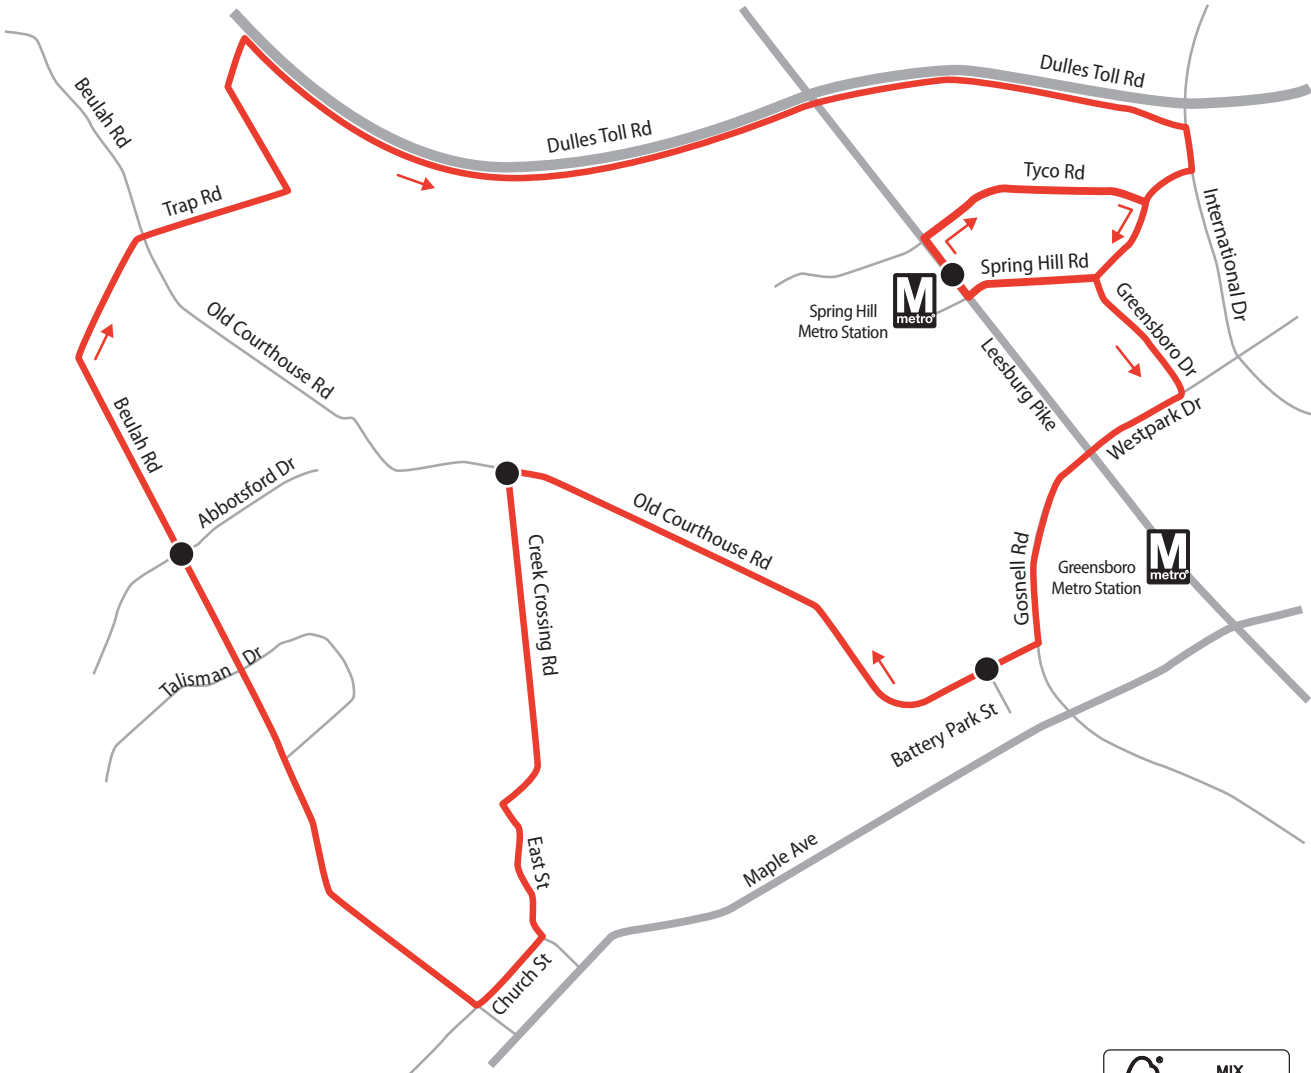 Dulles Toll Rd
Beulah Rd
Dulles Toll Rd
Tyco Rd
Trap Rd
International Dr
Spring Hill Rd
M
metro
Spring Hill
Metro Station
Greensboro Dr
Old Courthouse Rd
Leesburg Pike
Beulah Rd
Westpark Dr
Abbotsford Dr
Old Courthouse Rd
Creek Crossing Rd
Gosnell Rd
M
metro
Greensboro
Metro Station
Talisman Dr
Battery Park St
East St
Maple Ave
Church St
MIX